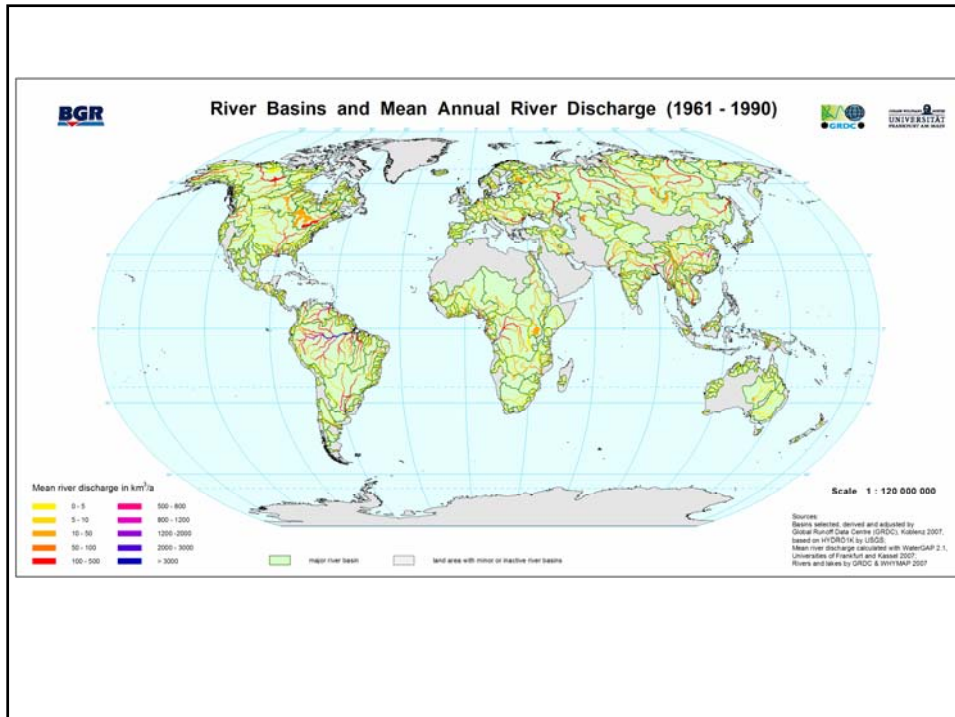 BGR
River Basins and Mean Annual River Discharge (1961 - 1990)
GRDC
UNIVERSITÄT
FRANKFURT AM MAIN
Mean river discharge in km³/a
0 - 5
5 - 10
10 - 50
50 - 100
100 - 500
500 - 800
800 - 1200
1200 -2000
2000 - 3000
> 3000
major river basin
land area with minor or inactive river basins
Scale 1 : 120 000 000
Sources:
Basins selected, derived and adjusted by
Global Runoff Data Centre (GRDC), Koblenz 2007,
based on HYDRO1K by USGS;
Mean river discharge calculated with WaterGAP 2.1,
Universities of Frankfurt and Kassel 2007;
Rivers and lakes by GRDC & WHYMAP 2007